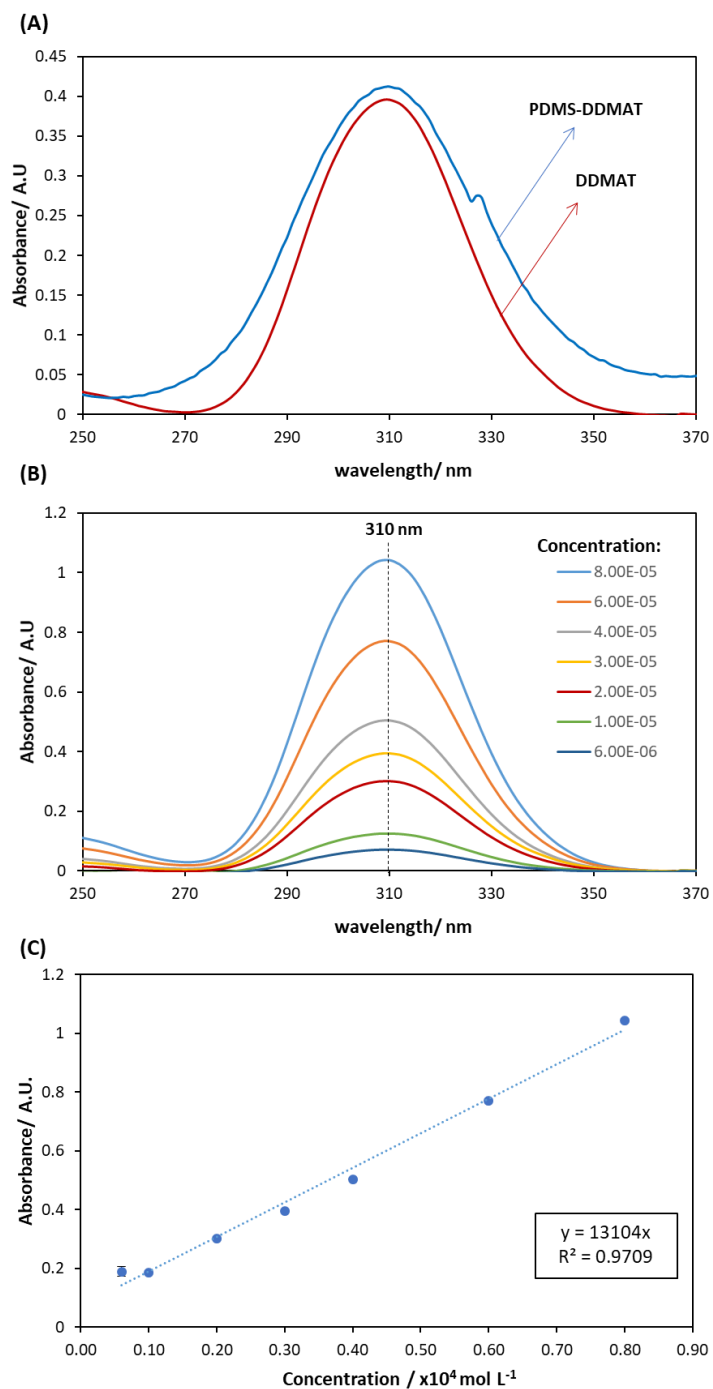 (A)
0.45
0.4
0.35
0.3
0.25
0.2
0.15
0.1
0.05
0
Absorbance/ A.U
PDMS-DDMAT
DDMAT
250 270 290 310 330 350 370
wavelength/ nm
(B)
1.2
1
0.8
0.6
0.4
0.2
0
Absorbance/ A.U
310 nm
Concentration:
8.00E-05
6.00E-05
4.00E-05
3.00E-05
2.00E-05
1.00E-05
6.00E-06
250 270 290 310 330 350 370
wavelength/ nm
(C)
1.2
1
0.8
0.6
0.4
0.2
0
Absorbance/ A.U.
y = 13104x
R² = 0.9709
0.00 0.10 0.20 0.30 0.40 0.50 0.60 0.70 0.80 0.90
Concentration / x10⁴ mol L⁻¹